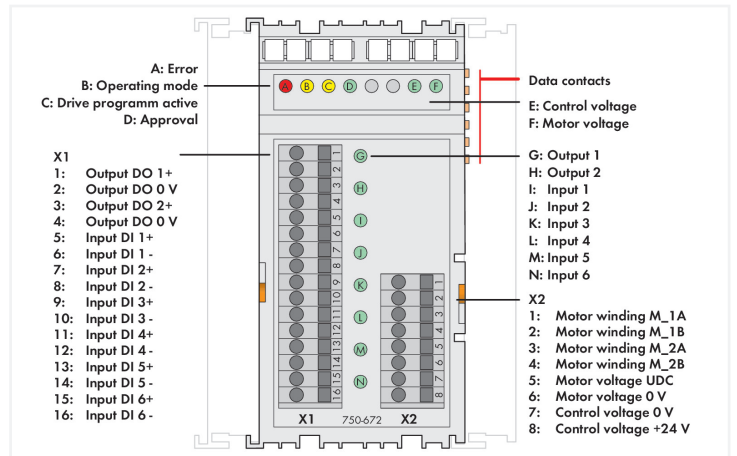 A: Error
B: Operating mode
C: Drive programm active
D: Approval
A B C D E F
Data contacts
E: Control voltage
F: Motor voltage
X1
1: Output DO 1+
2: Output DO 0 V
3: Output DO 2+
4: Output DO 0 V
5: Input DI 1+
6: Input DI 1 -
7: Input DI 2+
8: Input DI 2 -
9: Input DI 3+
10: Input DI 3 -
11: Input DI 4+
12: Input DI 4 -
13: Input DI 5+
14: Input DI 5 -
15: Input DI 6+
16: Input DI 6 -
1
2
3
4
5
6
7
8
9
10
11
12
13
14
15
16
G
H
I
J
K
L
M
N
1
2
3
4
5
6
7
8
X1 750-672 X2
G: Output 1
H: Output 2
I: Input 1
J: Input 2
K: Input 3
L: Input 4
M: Input 5
N: Input 6
X2
1: Motor winding M_1A
2: Motor winding M_1B
3: Motor winding M_2A
4: Motor winding M_2B
5: Motor voltage UDC
6: Motor voltage 0 V
7: Control voltage 0 V
8: Control voltage +24 V